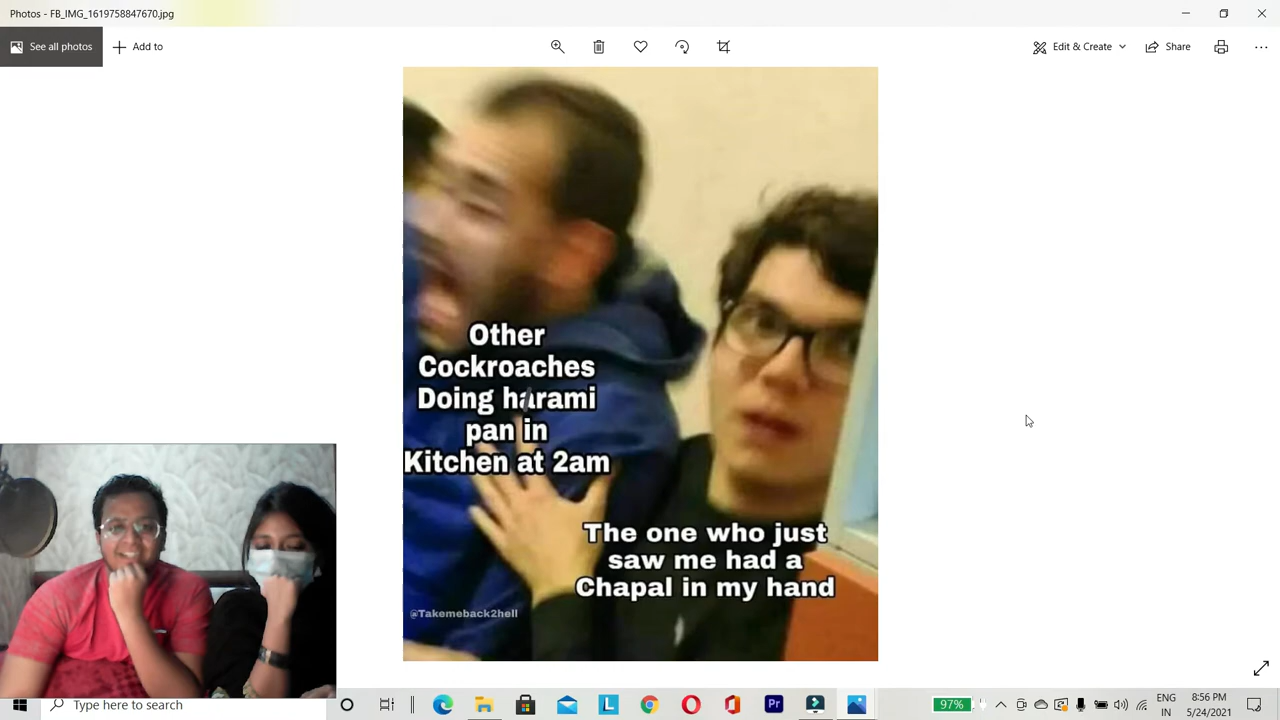 Photos - FB_IMG_1619758847670.jpg
See all photos
Add to
Edit & Create
Share
Other
Cockroaches
Doing harami
pan in
Kitchen at 2am
The one who just
saw me had a
Chapal in my hand
@Takemeback2hell
Type here to search
L
Pr
97%
ENG
IN
8:56 PM
5/24/2021